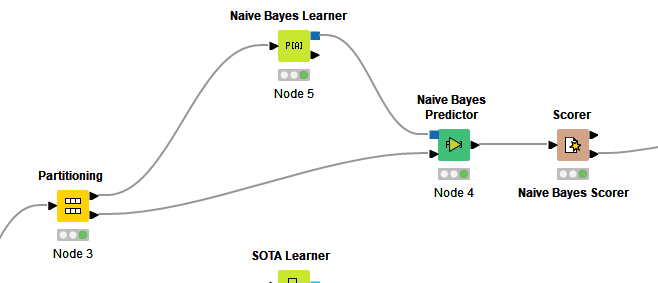 Naive Bayes Learner
P[A]
Node 5
Naive Bayes
Predictor
Node 4
Scorer
Naive Bayes Scorer
Partitioning
Node 3
SOTA Learner